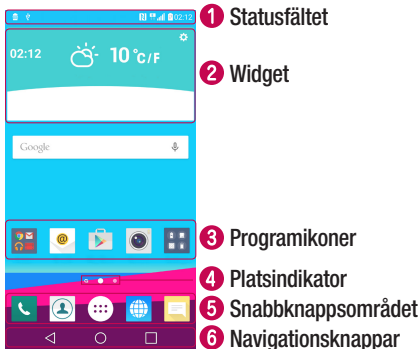 02:12
1 Statusfältet
02:12
10 °C/F
2 Widget
Google
3 Programikoner
4 Platsindikator
5 Snabbknappsområdet
6 Navigationsknappar